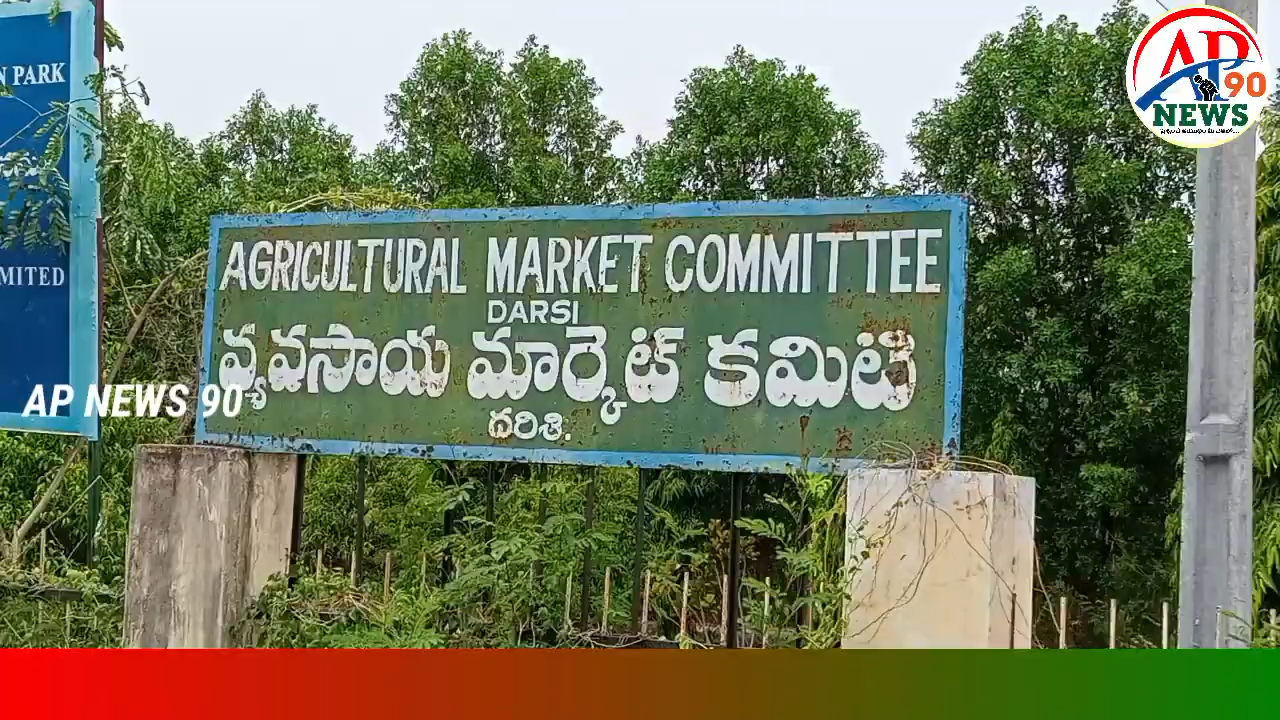 N PARK
MITED
AGRICULTURAL MARKET COMMITTEE
DARSI
వ్యవసాయ మార్కెట్ కమిటి
దరిశి.
AP NEWS 90
AP
90
NEWS